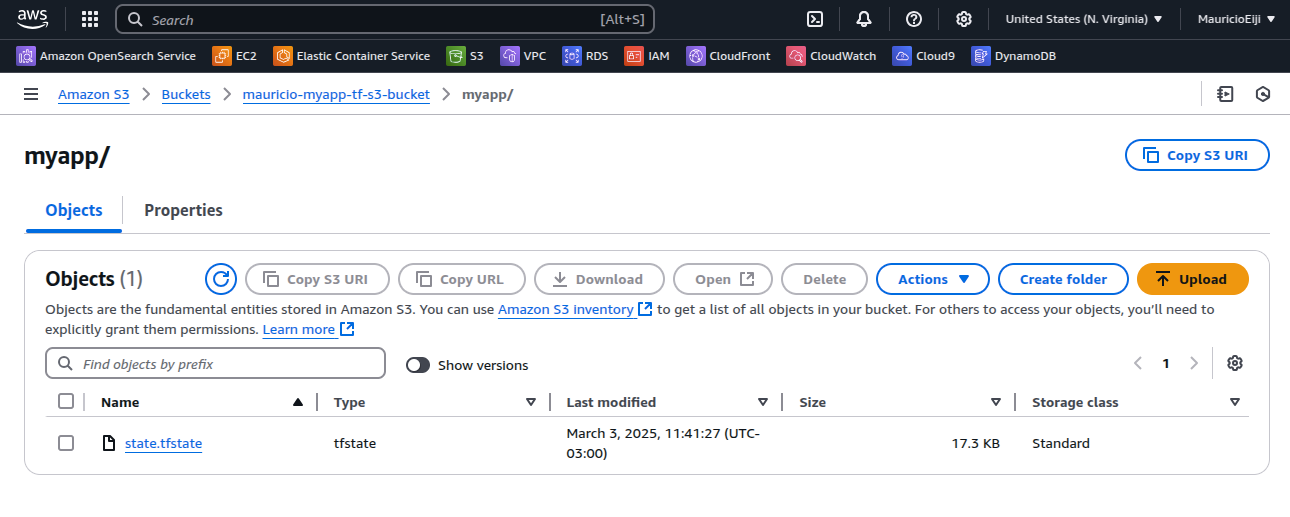 aws Search [Alt+S] United States (N. Virginia) MauricioEiji
Amazon OpenSearch Service EC2 Elastic Container Service S3 VPC RDS IAM CloudFront CloudWatch Cloud9 DynamoDB
Amazon S3 Buckets mauricio-myapp-tf-s3-bucket myapp/
myapp/ Copy S3 URI
Objects Properties
Objects (1) Copy S3 URI Copy URL Download Open Delete Actions Create folder Upload
Objects are the fundamental entities stored in Amazon S3. You can use Amazon S3 inventory to get a list of all objects in your bucket. For others to access your objects, you'll need to
explicitly grant them permissions. Learn more
Find objects by prefix Show versions 1
Name Type Last modified Size Storage class
state.tfstate tfstate March 3, 2025, 11:41:27 (UTC-
03:00) 17.3 KB Standard